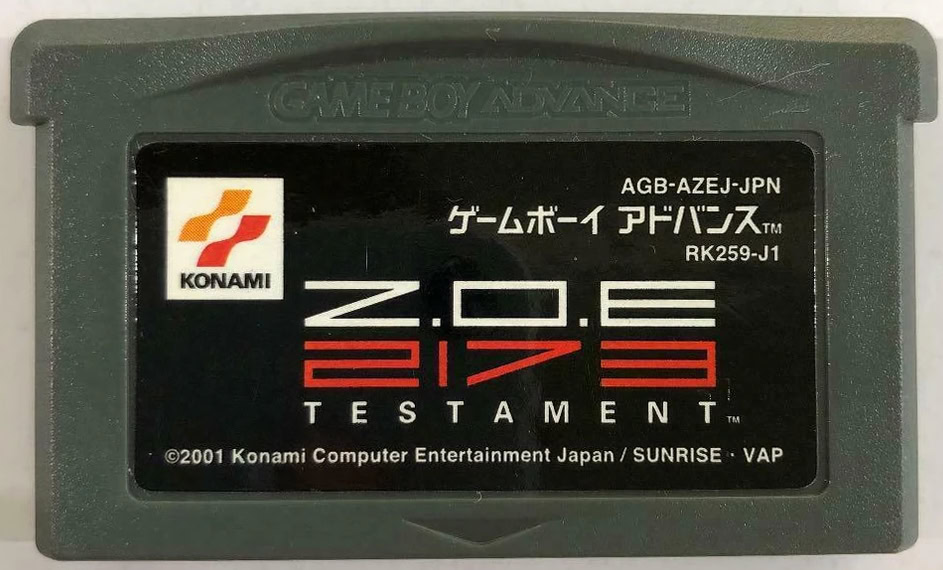 GAME BOY ADVANCE
KONAMI
AGB-AZEJ-JPN
ゲームボーイ アドバンス™
RK259-J1
Z.O.E
2173
TESTAMENT™
©2001 Konami Computer Entertainment Japan / SUNRISE · VAP